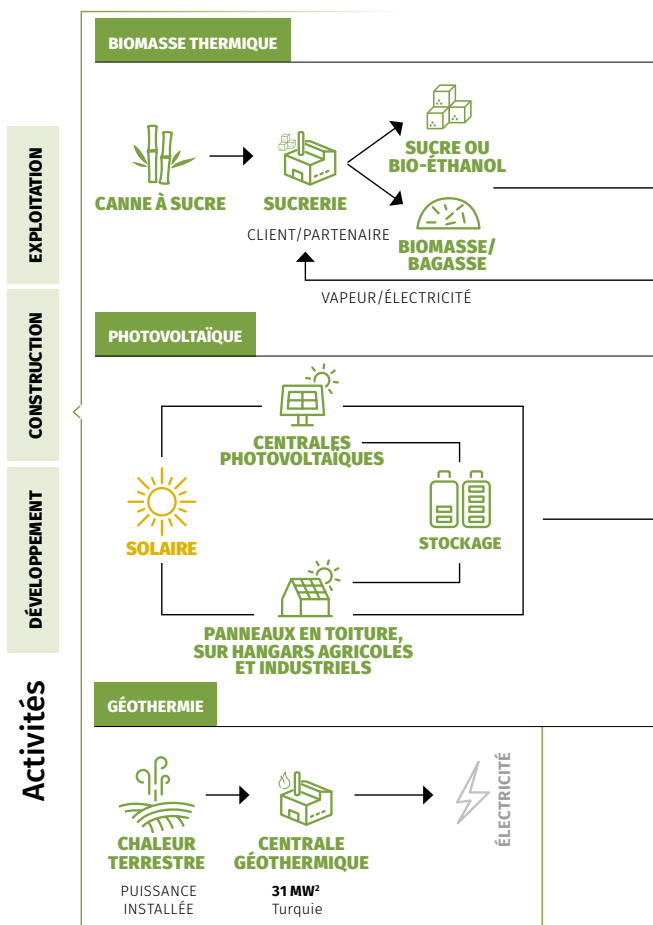 Activités
DÉVELOPPEMENT
CONSTRUCTION
EXPLOITATION
BIOMASSE THERMIQUE
CANNE À SUCRE
SUCRERIE
CLIENT/PARTENAIRE
SUCRE OU
BIO-ÉTHANOL
BIOMASSE/
BAGASSE
VAPEUR/ÉLECTRICITÉ
PHOTOVOLTAÏQUE
SOLAIRE
CENTRALES
PHOTOVOLTAÏQUES
STOCKAGE
PANNEAUX EN TOITURE,
SUR HANGARS AGRICOLES
ET INDUSTRIELS
GÉOTHERMIE
CHALEUR
TERRESTRE
PUISSANCE
INSTALLÉE
CENTRALE
GÉOTHERMIQUE
31 MW²
Turquie
ÉLECTRICITÉ